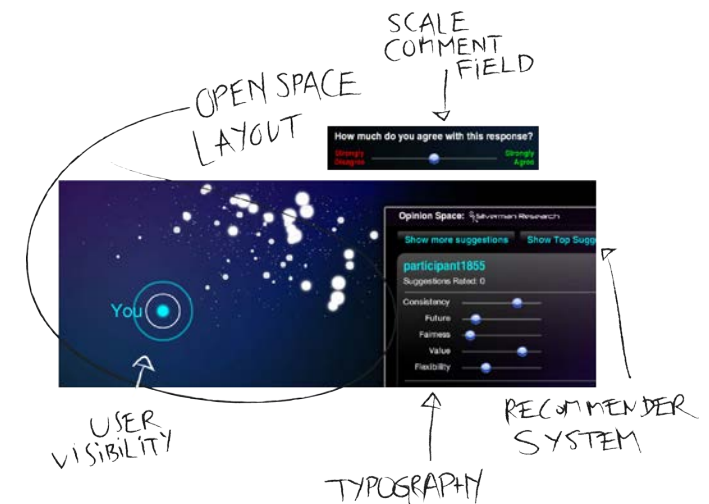 SCALE
COMMENT
FIELD
OPEN SPACE
LAYOUT
How much do you agree with this response?
Strongly
Disagree
Strongly
Agree
Opinion Space: Silverman Research
Show more suggestions Show Top Sugg
participant1855
Suggestions Rated: 0
You
Consistency
Future
Fairness
Value
Flexibility
USER
VISIBILITY
RECOMMENDER
SYSTEM
TYPOGRAPHY